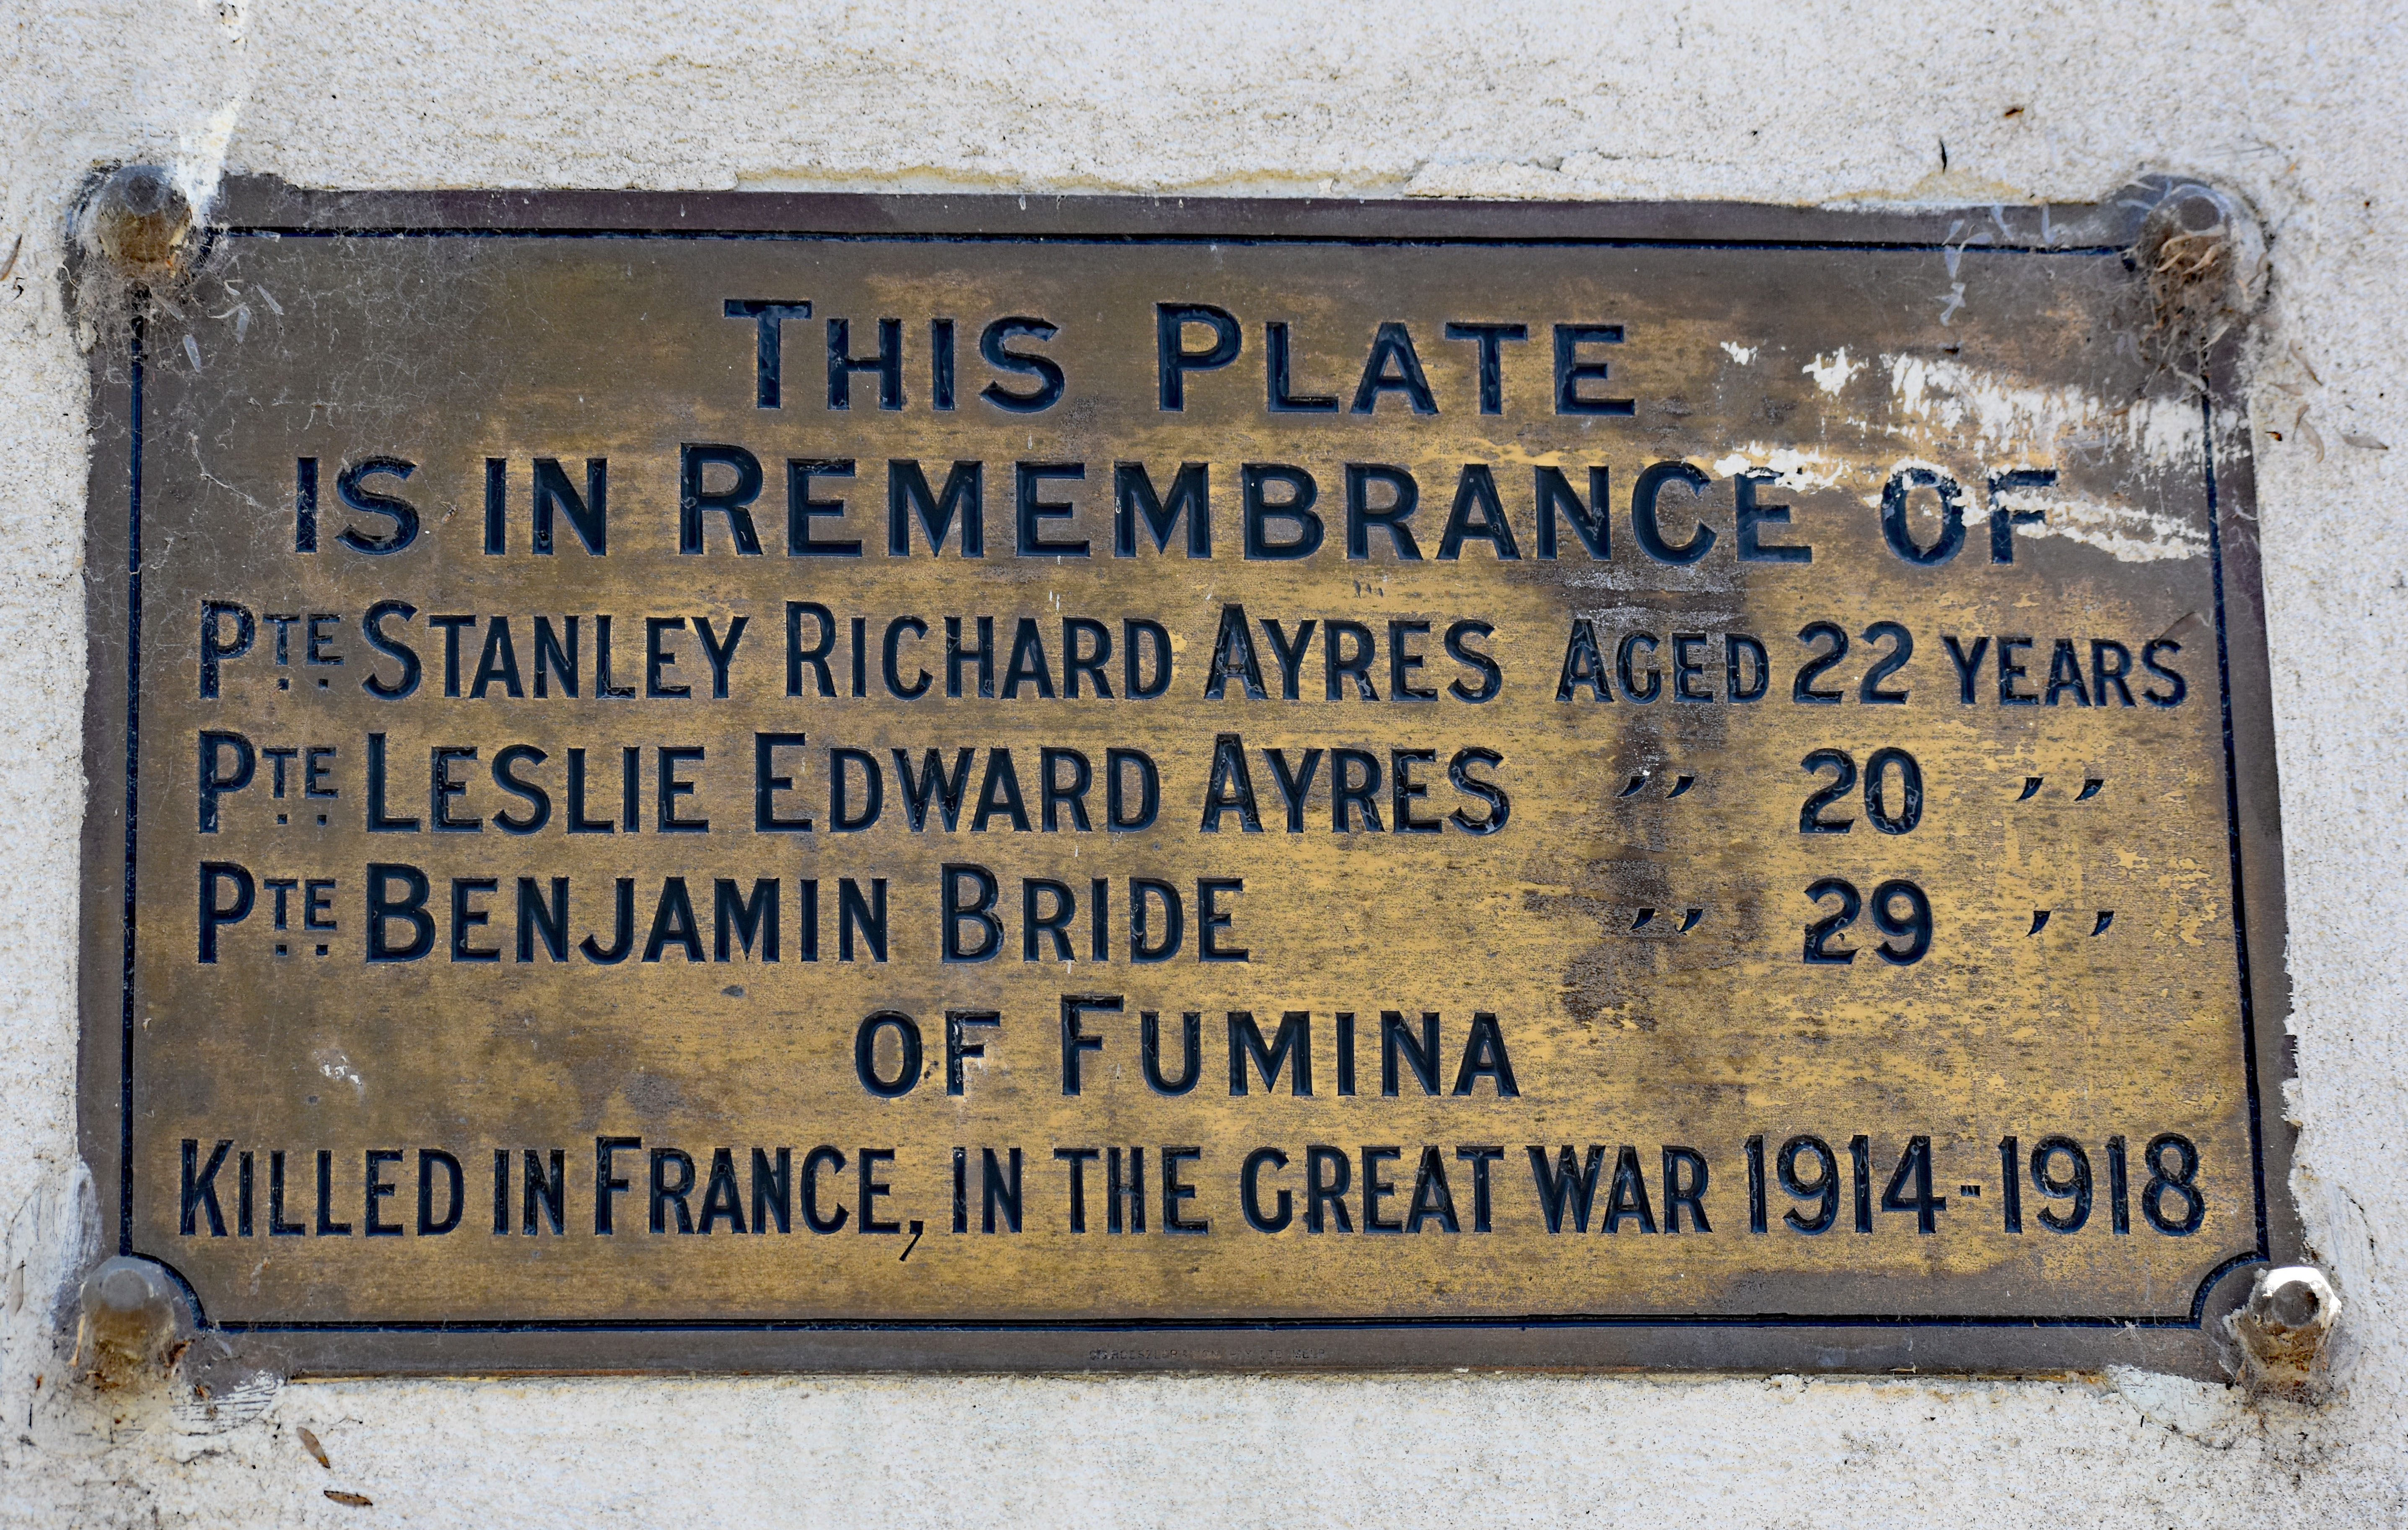 THIS PLATE
IS IN REMEMBRANCE OF
PTE. STANLEY RICHARD AYRES AGED 22 YEARS
PTE. LESLIE EDWARD AYRES ,, 20 ,,
PTE. BENJAMIN BRIDE ,, 29 ,,
OF FUMINA
KILLED IN FRANCE, IN THE GREAT WAR 1914-1918